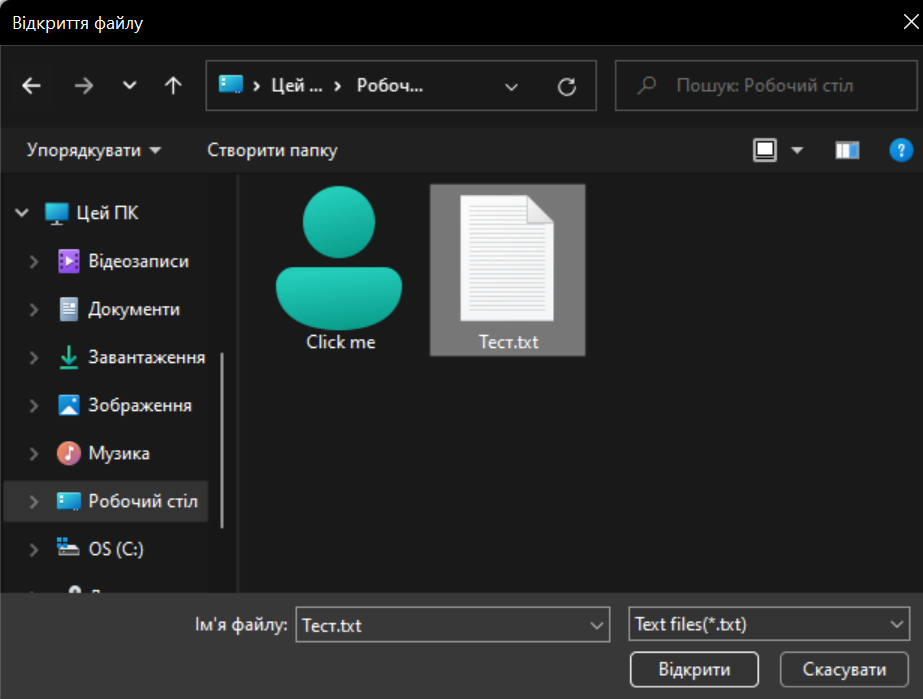 Відкриття файлу
Цей ... Робоч... Пошук: Робочий стіл
Упорядкувати Створити папку
Цей ПК
Відеозаписи
Документи
Завантаження
Зображення
Музика
Робочий стіл
OS (C:)
Click me
Тест.txt
Ім'я файлу: Тест.txt Text files(*.txt)
Відкрити Скасувати